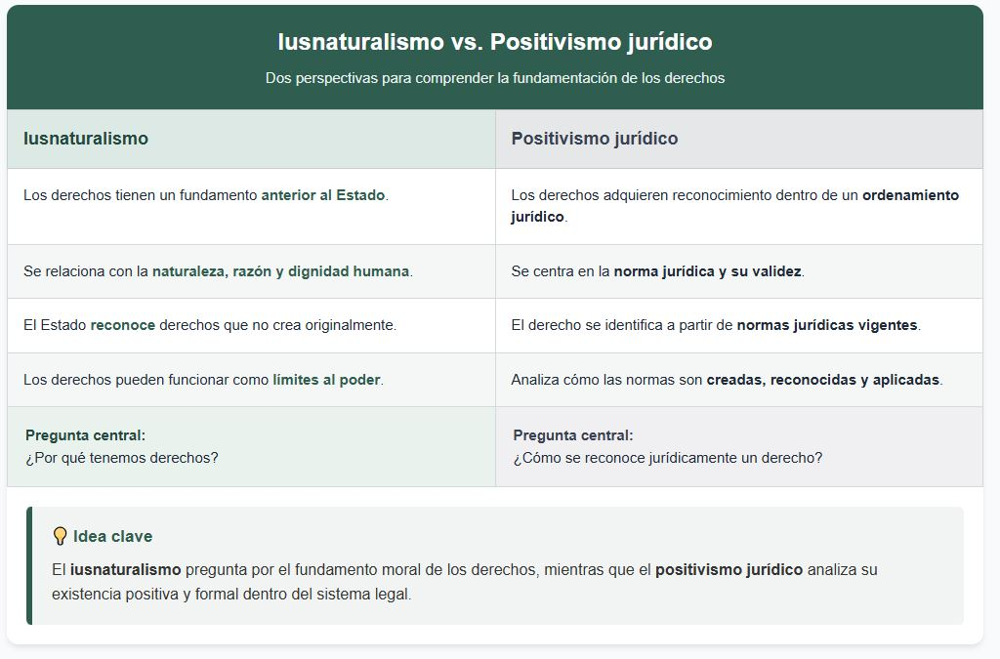 Iusnaturalismo vs. Positivismo jurídico
Dos perspectivas para comprender la fundamentación de los derechos
Iusnaturalismo
Positivismo jurídico
Los derechos tienen un fundamento anterior al Estado.
Los derechos adquieren reconocimiento dentro de un ordenamiento
jurídico.
Se relaciona con la naturaleza, razón y dignidad humana.
Se centra en la norma jurídica y su validez.
El Estado reconoce derechos que no crea originalmente.
El derecho se identifica a partir de normas jurídicas vigentes.
Los derechos pueden funcionar como límites al poder.
Analiza cómo las normas son creadas, reconocidas y aplicadas.
Pregunta central:
¿Por qué tenemos derechos?
Pregunta central:
¿Cómo se reconoce jurídicamente un derecho?
Idea clave
El iusnaturalismo pregunta por el fundamento moral de los derechos, mientras que el positivismo jurídico analiza su
existencia positiva y formal dentro del sistema legal.